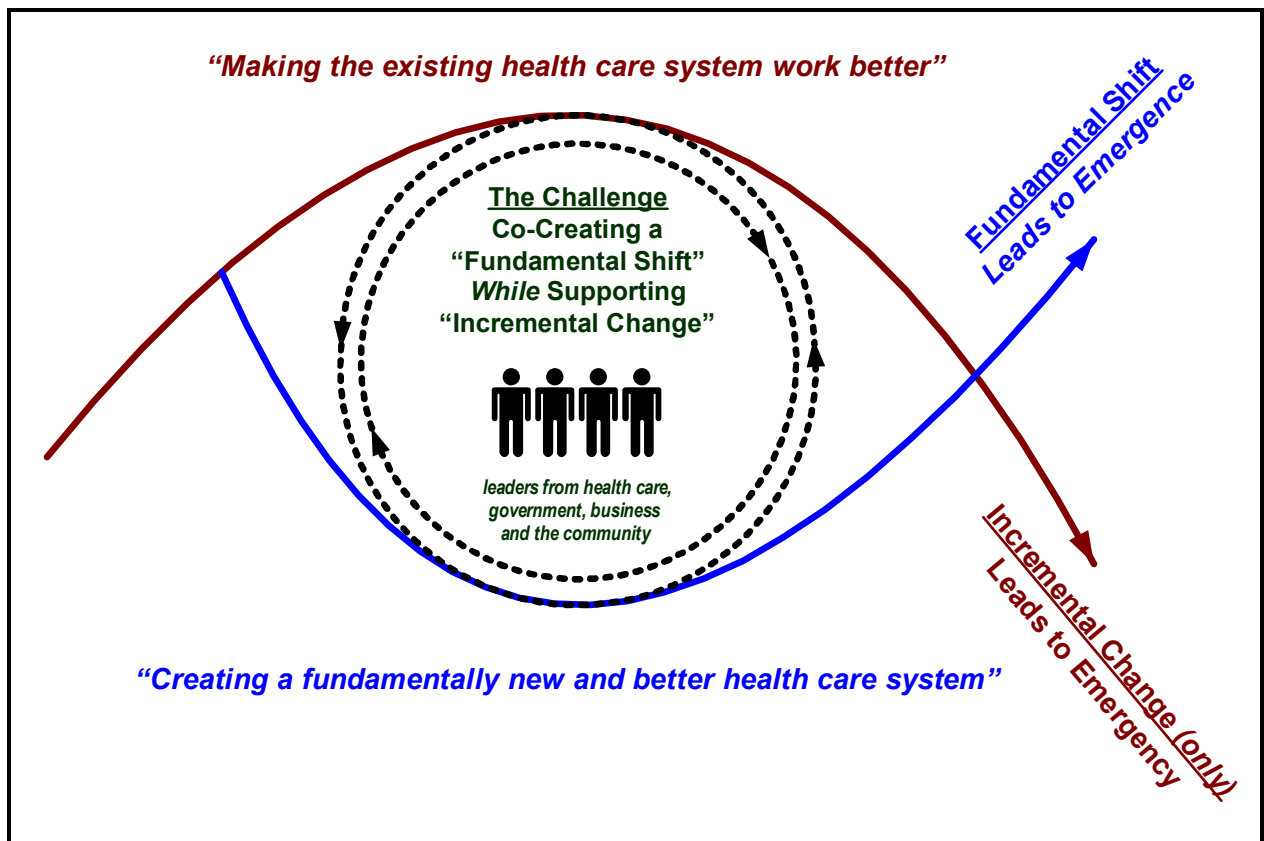 “Making the existing health care system work better”
Fundamental Shift
Leads to Emergence
The Challenge
Co-Creating a
“Fundamental Shift”
While Supporting
“Incremental Change”
leaders from health care,
government, business
and the community
Incremental Change (only)
Leads to Emergency
“Creating a fundamentally new and better health care system”